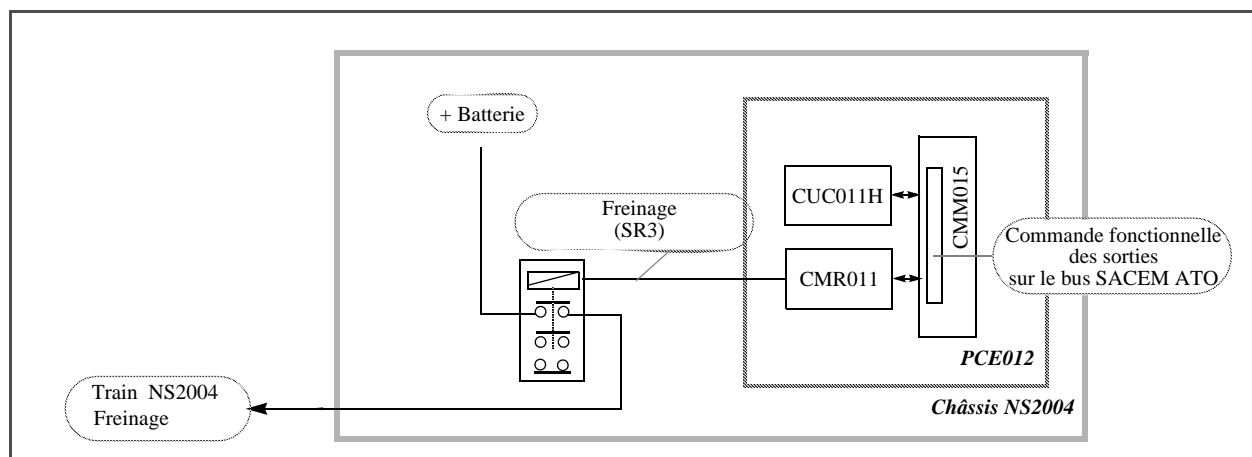 + Batterie
Freinage
(SR3)
CUC011H
CMR011
CMM015
Commande fonctionnelle
des sorties
sur le bus SACEM ATO
PCE012
Châssis NS2004
Train NS2004
Freinage